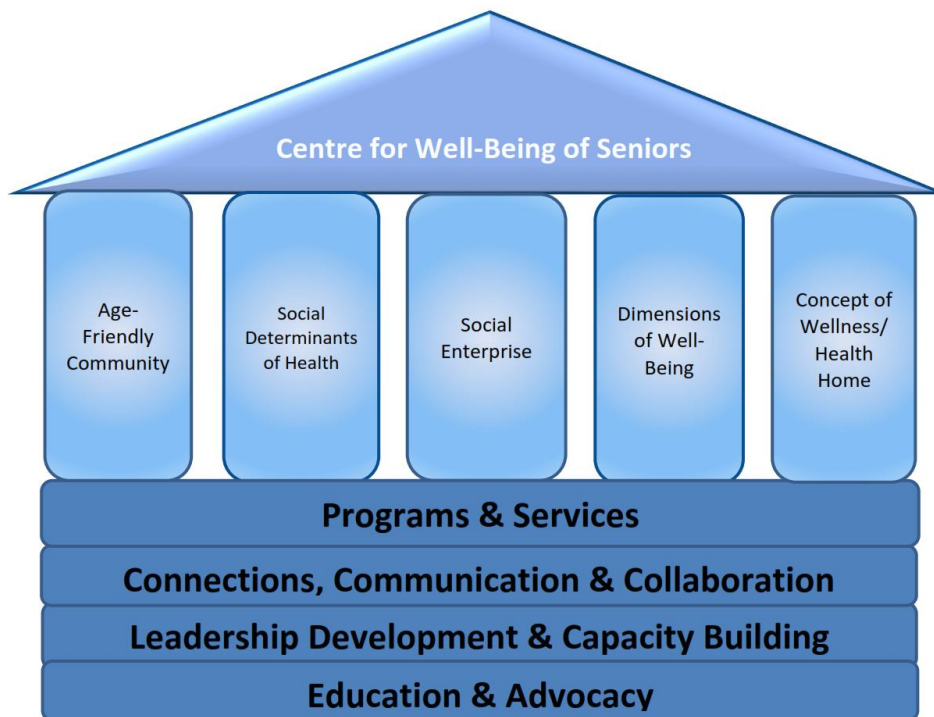 Centre for Well-Being of Seniors
Age-
Friendly
Community
Social
Determinants
of Health
Social
Enterprise
Dimensions
of Well-
Being
Concept of
Wellness/
Health
Home
Programs & Services
Connections, Communication & Collaboration
Leadership Development & Capacity Building
Education & Advocacy